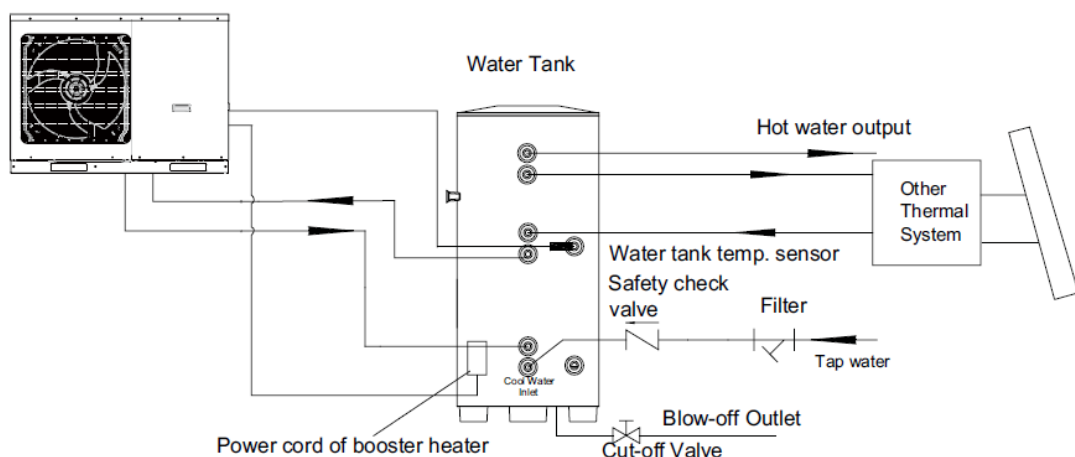 Water Tank
Hot water output
Other
Thermal
System
Water tank temp. sensor
Safety check
valve
Filter
Tap water
Cool Water
Inlet
Blow-off Outlet
Power cord of booster heater
Cut-off Valve